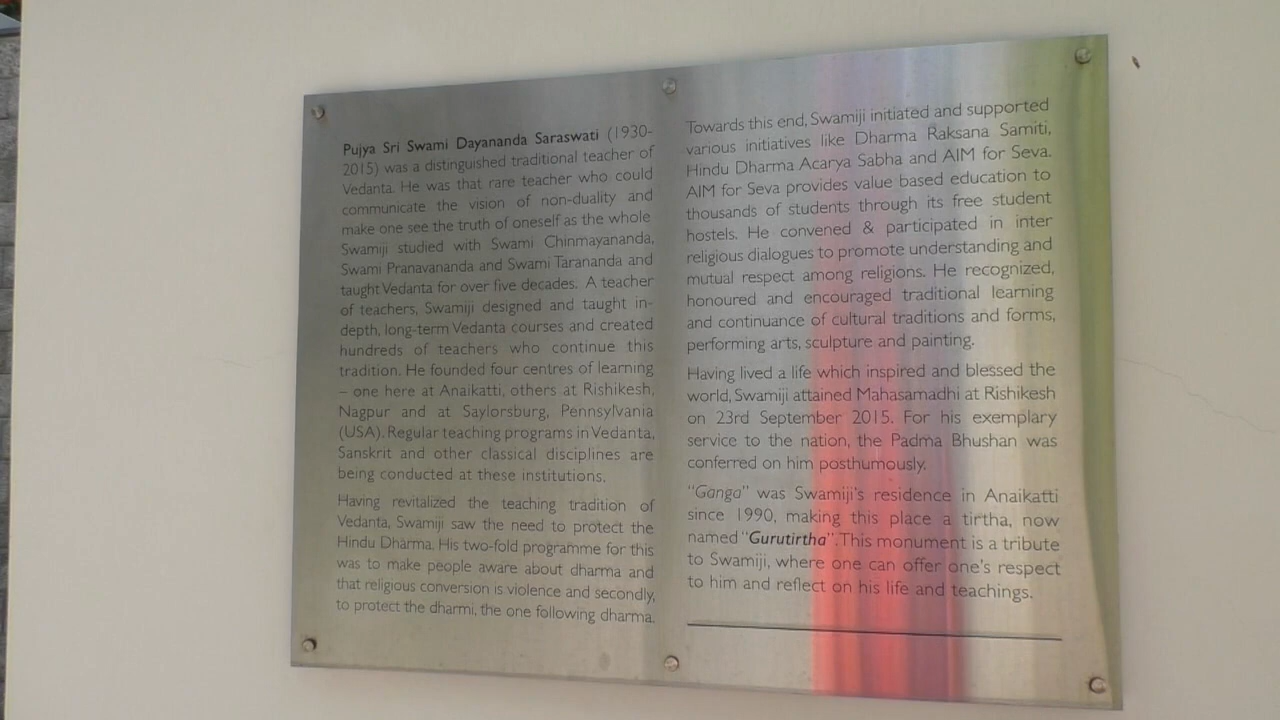 Pujya Sri Swami Dayananda Saraswati (1930-
2015) was a distinguished traditional teacher of
Vedanta. He was that rare teacher who could
communicate the vision of non-duality and
make one see the truth of oneself as the whole
Swamiji studied with Swami Chinmayananda,
Swami Pranavananda and Swami Tarananda and
taught Vedanta for over five decades. A teacher
of teachers, Swamiji designed and taught in-
depth, long-term Vedanta courses and created
hundreds of teachers who continue this
tradition. He founded four centres of learning
– one here at Anaikatti, others at Rishikesh,
Nagpur and at Saylorsburg, Pennsylvania
(USA). Regular teaching programs in Vedanta,
Sanskrit and other classical disciplines are
being conducted at these institutions.
Having revitalized the teaching tradition of
Vedanta, Swamiji saw the need to protect the
Hindu Dharma. His two-fold programme for this
was to make people aware about dharma and
that religious conversion is violence and secondly,
to protect the dharmi, the one following dharma.
Towards this end, Swamiji initiated and supported
various initiatives like Dharma Raksana Samiti,
Hindu Dharma Acarya Sabha and AIM for Seva.
AIM for Seva provides value based education to
thousands of students through its free student
hostels. He convened & participated in inter
religious dialogues to promote understanding and
mutual respect among religions. He recognized,
honoured and encouraged traditional learning
and continuance of cultural traditions and forms,
performing arts, sculpture and painting.
Having lived a life which inspired and blessed the
world, Swamiji attained Mahasamadhi at Rishikesh
on 23rd September 2015. For his exemplary
service to the nation, the Padma Bhushan was
conferred on him posthumously.
"Ganga" was Swamiji's residence in Anaikatti
since 1990, making this place a tirtha, now
named "Gurutirtha". This monument is a tribute
to Swamiji, where one can offer one's respect
to him and reflect on his life and teachings.